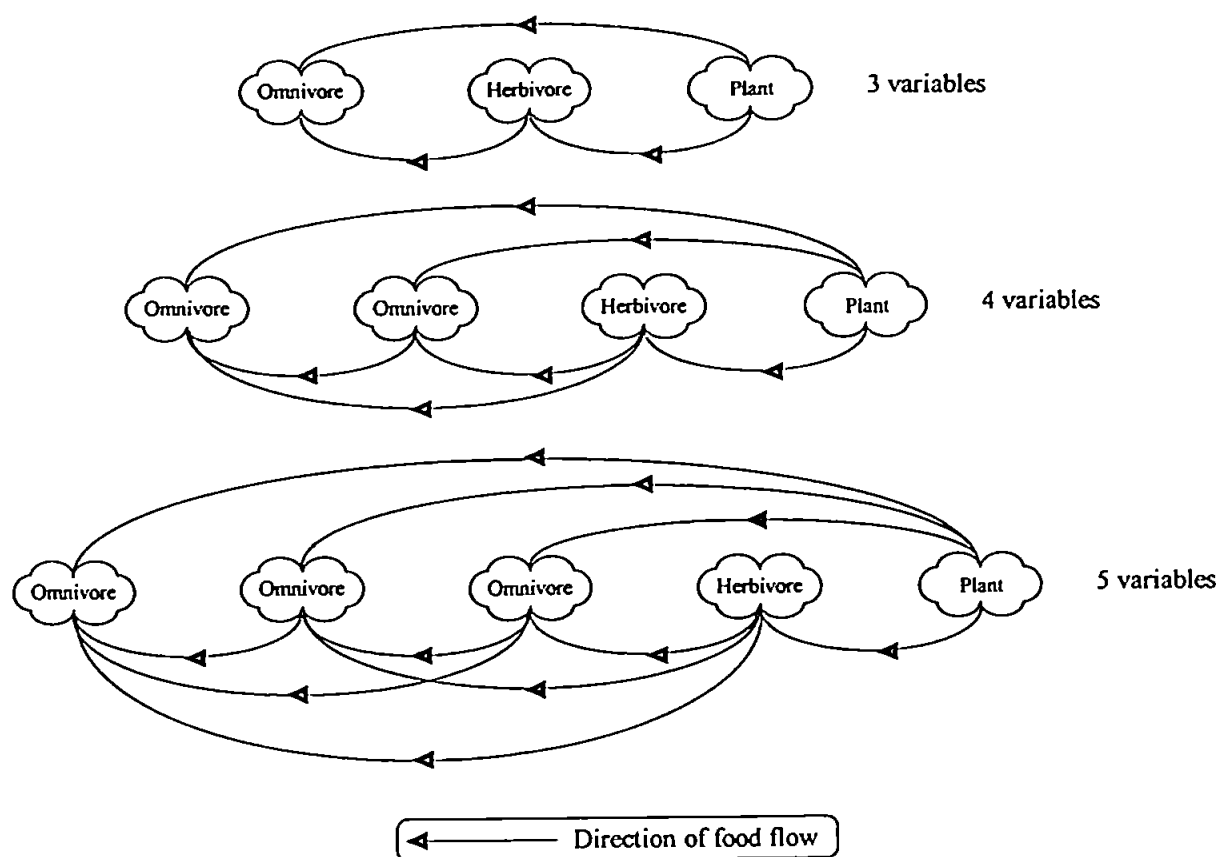 Omnivore Herbivore Plant 3 variables
Omnivore Omnivore Herbivore Plant 4 variables
Omnivore Omnivore Omnivore Herbivore Plant 5 variables
Direction of food flow